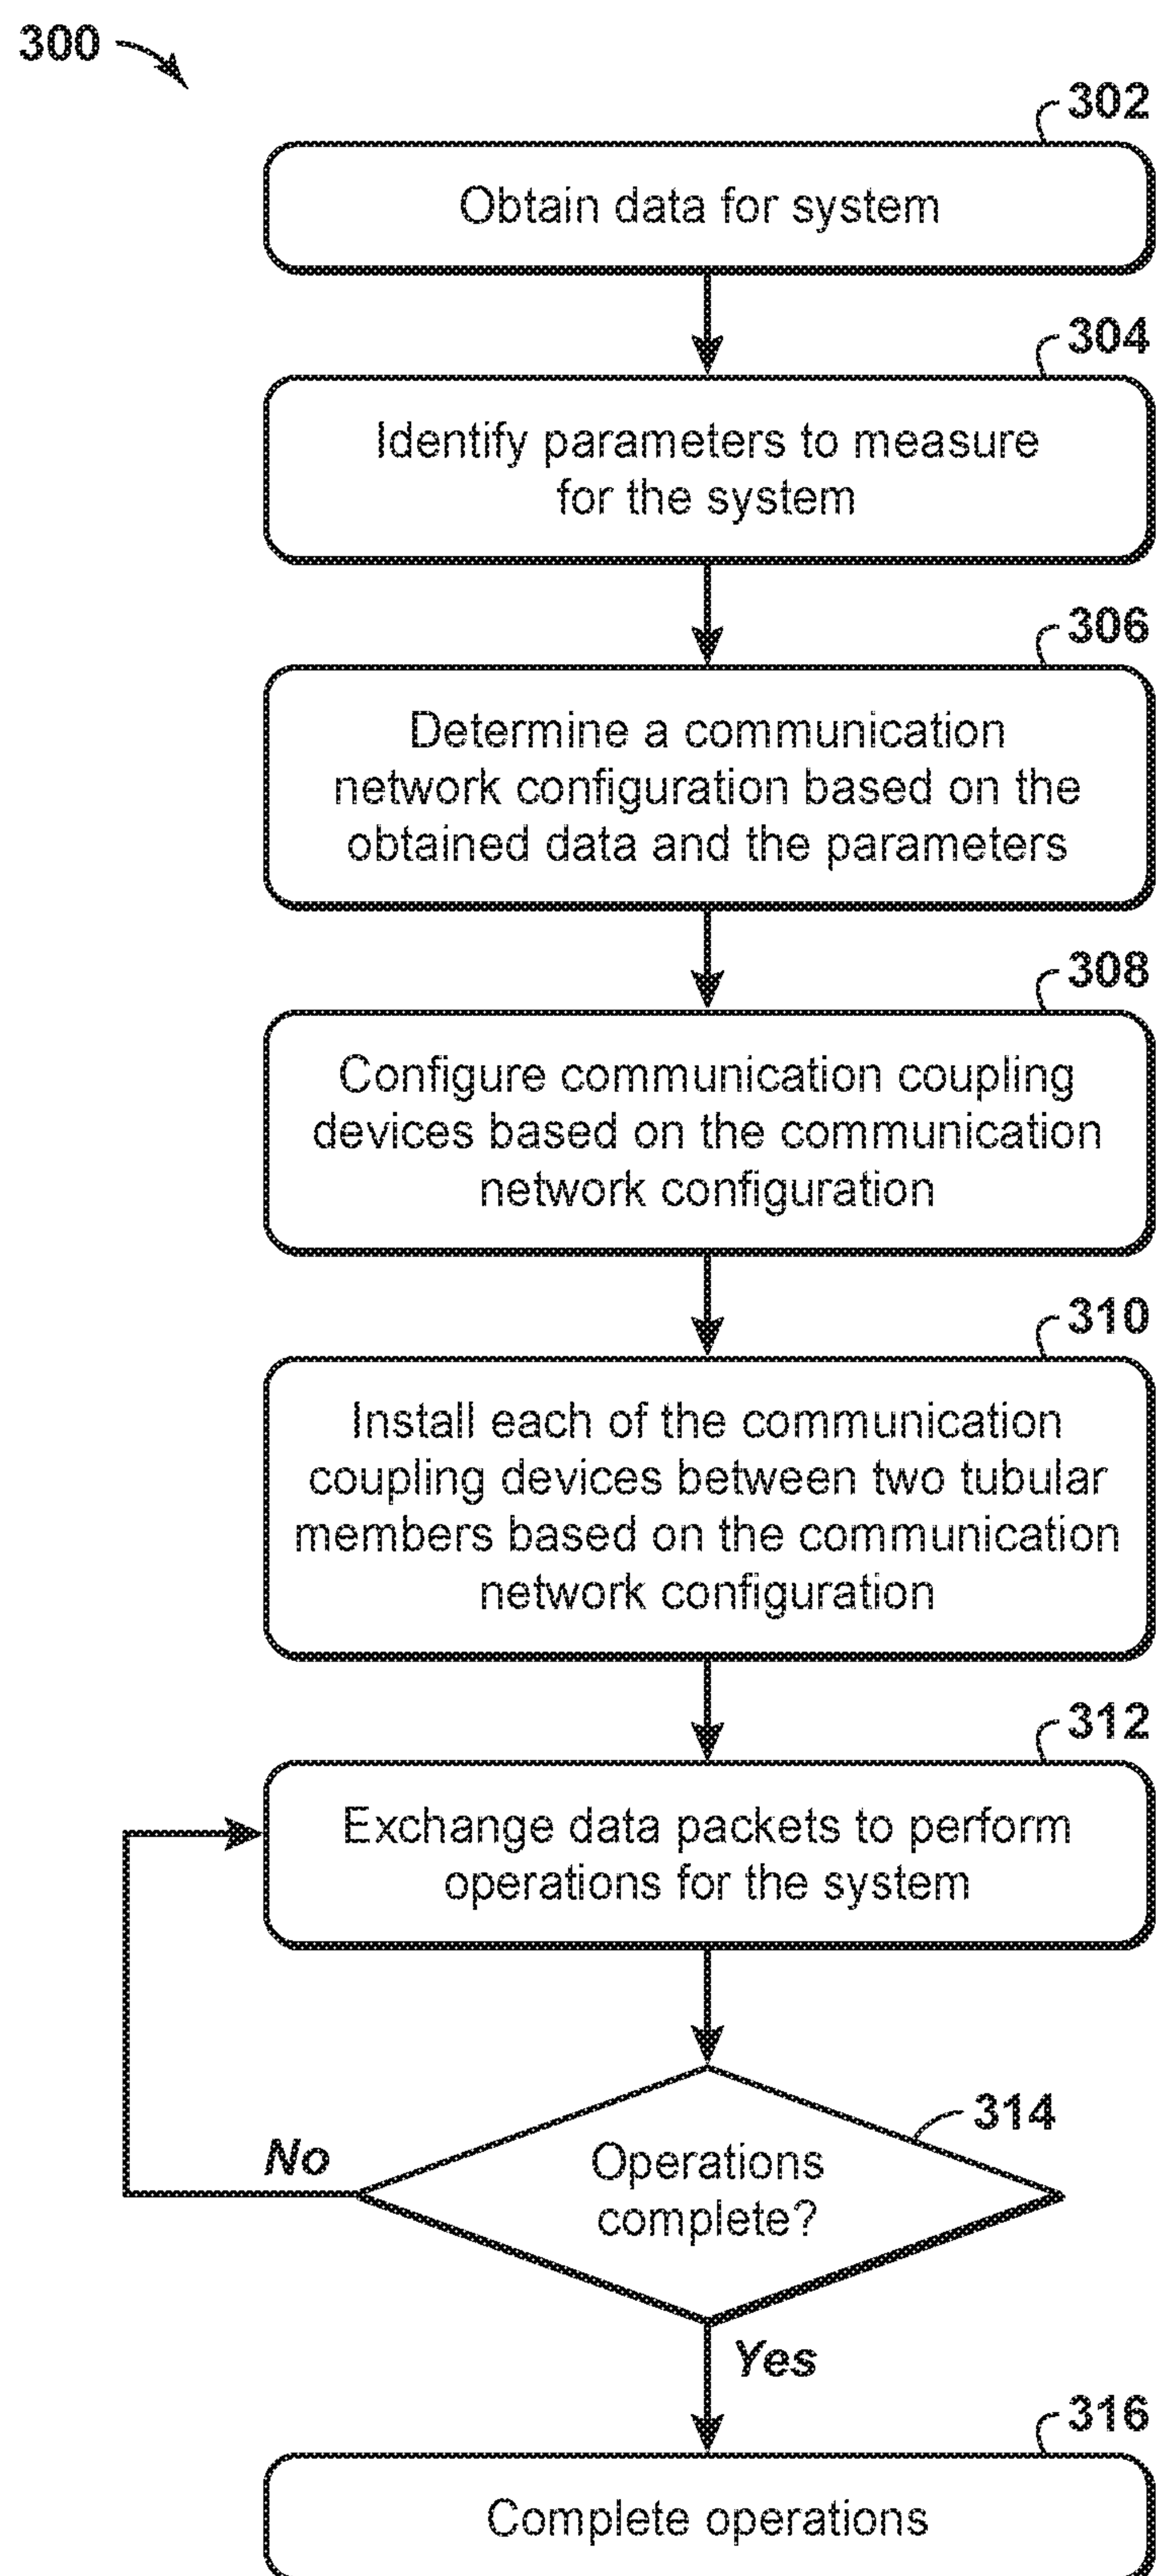 300
302
Obtain data for system
304
Identify parameters to measure
for the system
306
Determine a communication
network configuration based on the
obtained data and the parameters
308
Configure communication coupling
devices based on the communication
network configuration
310
Install each of the communication
coupling devices between two tubular
members based on the communication
network configuration
312
Exchange data packets to perform
operations for the system
314
No
Operations
complete?
Yes
316
Complete operations